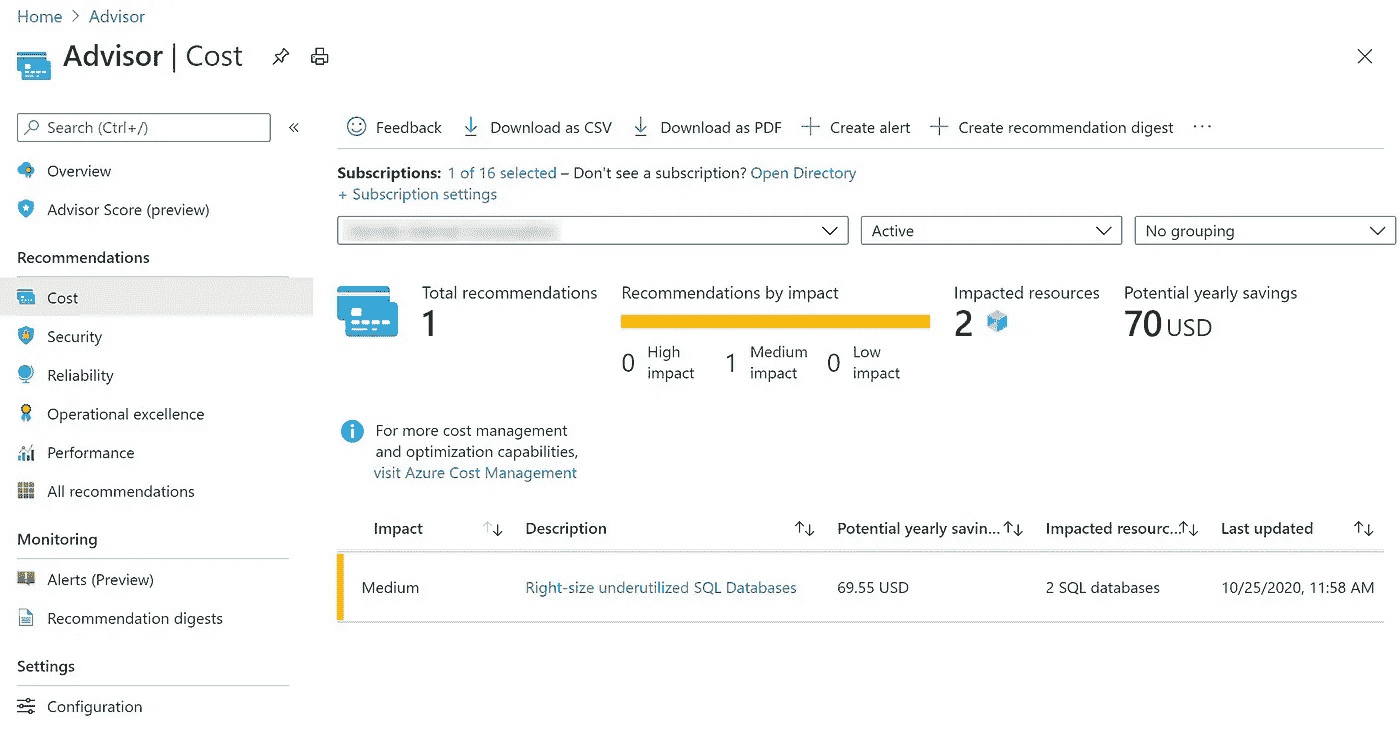 Home > Advisor
Advisor | Cost
Search (Ctrl+/)
«
Overview
Advisor Score (preview)
Recommendations
Cost
Security
Reliability
Operational excellence
Performance
All recommendations
Monitoring
Alerts (Preview)
Recommendation digests
Settings
Configuration
Feedback Download as CSV Download as PDF Create alert Create recommendation digest ···
Subscriptions: 1 of 16 selected – Don't see a subscription? Open Directory
+ Subscription settings
Active No grouping
Total recommendations
1
Recommendations by impact
0 High impact
1 Medium impact
0 Low impact
Impacted resources
2
Potential yearly savings
70 USD
For more cost management
and optimization capabilities,
visit Azure Cost Management
Impact Description Potential yearly savin... Impacted resourc... Last updated
Medium Right-size underutilized SQL Databases 69.55 USD 2 SQL databases 10/25/2020, 11:58 AM